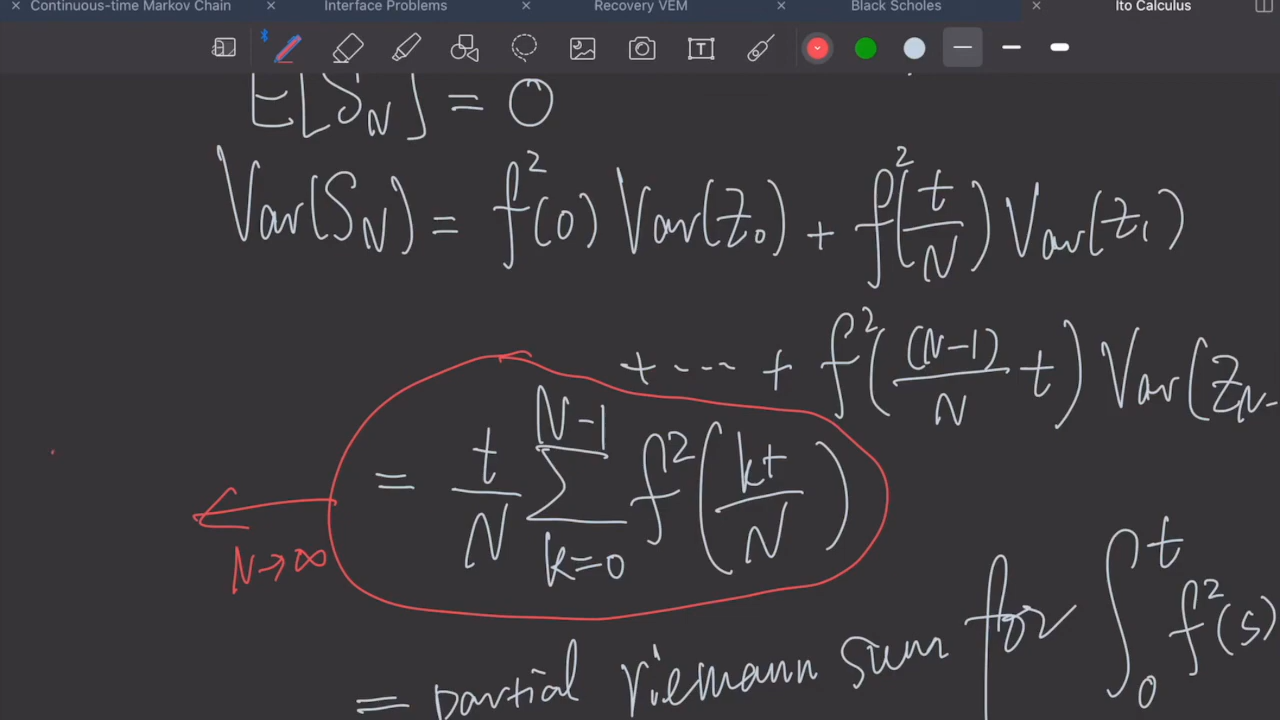 Continuous-time Markov Chain Interface Problems Recovery VEM Black Scholes Ito Calculus
E[S_N] = 0
Var(S_N) = f²(0) Var(Z₀) + f²(t/N) Var(Z₁)
+ ··· + f²((N-1)/N t) Var(Z_{N-
= t/N ∑_{k=0}^{N-1} f²(kt/N)
N→∞
= partial riemann sum for ∫₀ᵗ f²(s)